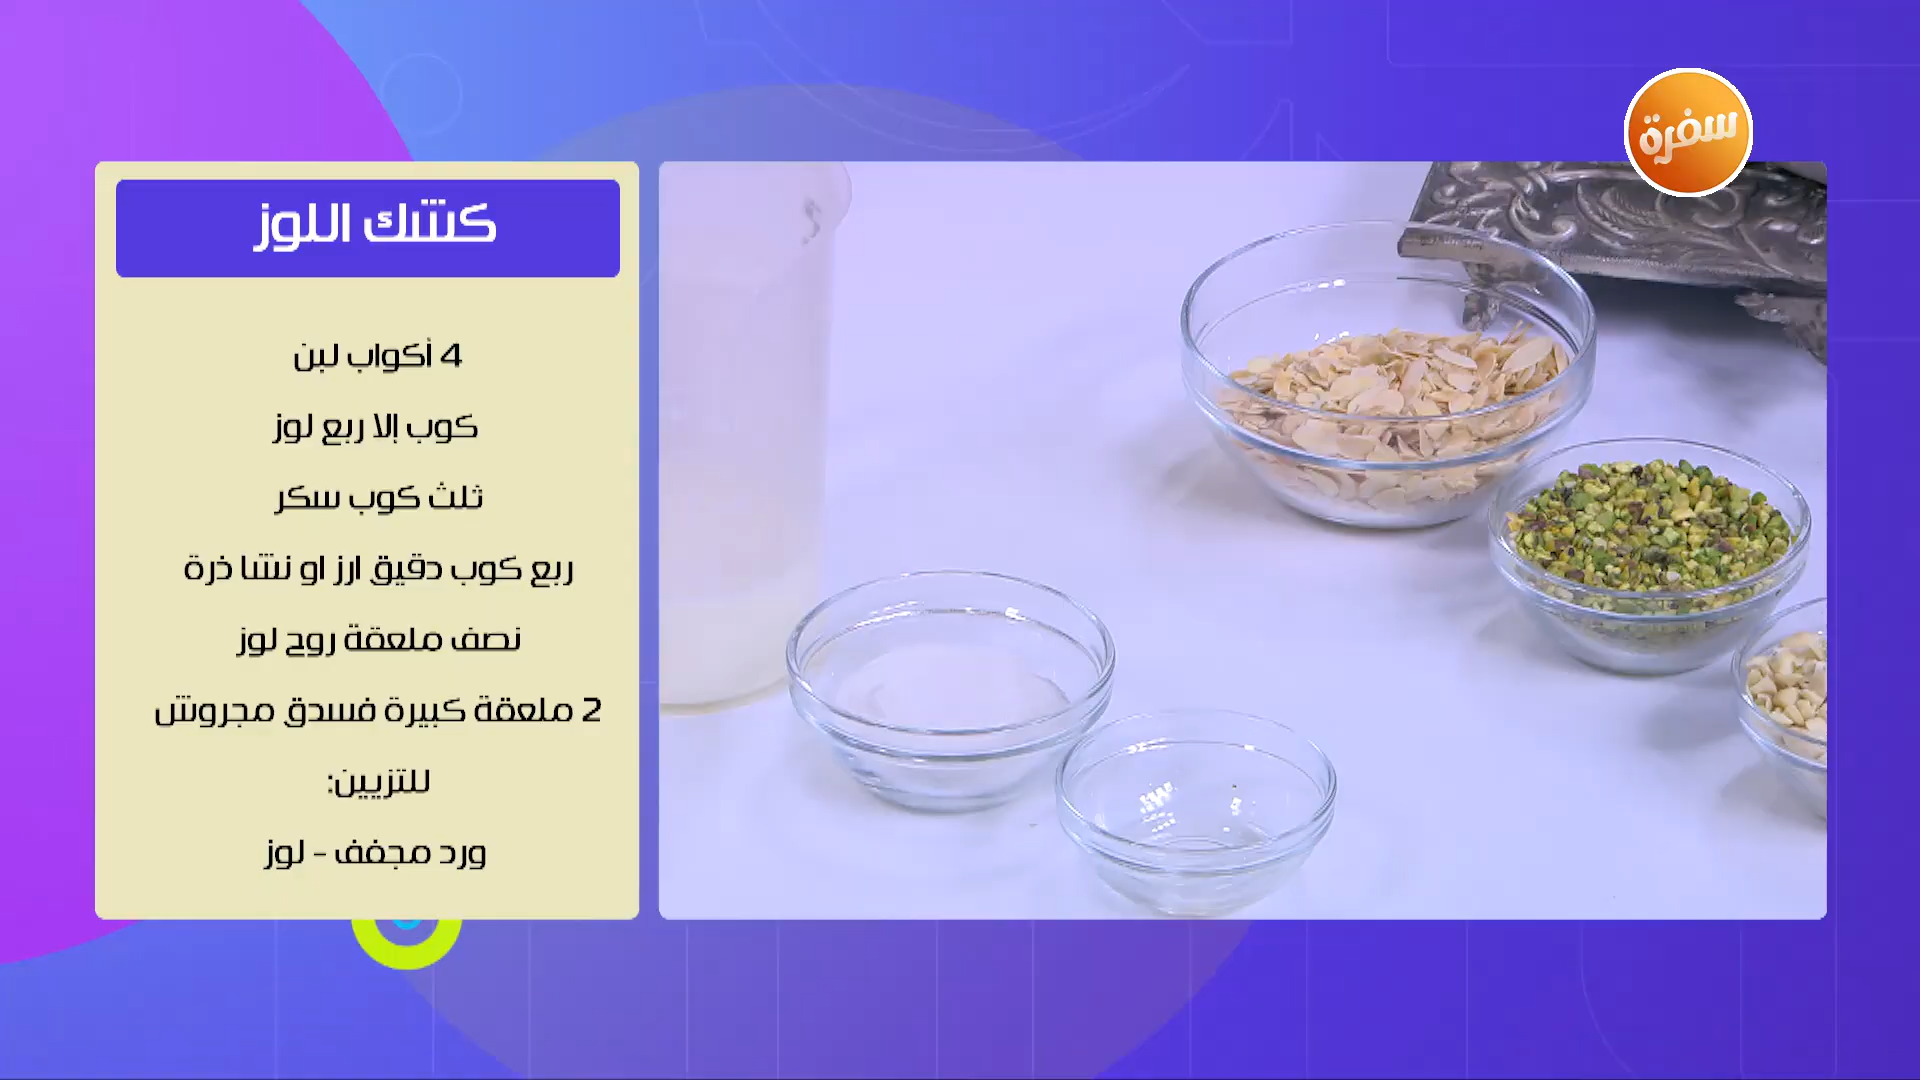 سفرة
كشك اللوز
4 أكواب لبن
كوب إلا ربع لوز
ثلث كوب سكر
ربع كوب دقيق ارز او نشا ذرة
نصف ملعقة روح لوز
2 ملعقة كبيرة فسدق مجروش
للتزيين:
ورد مجفف - لوز